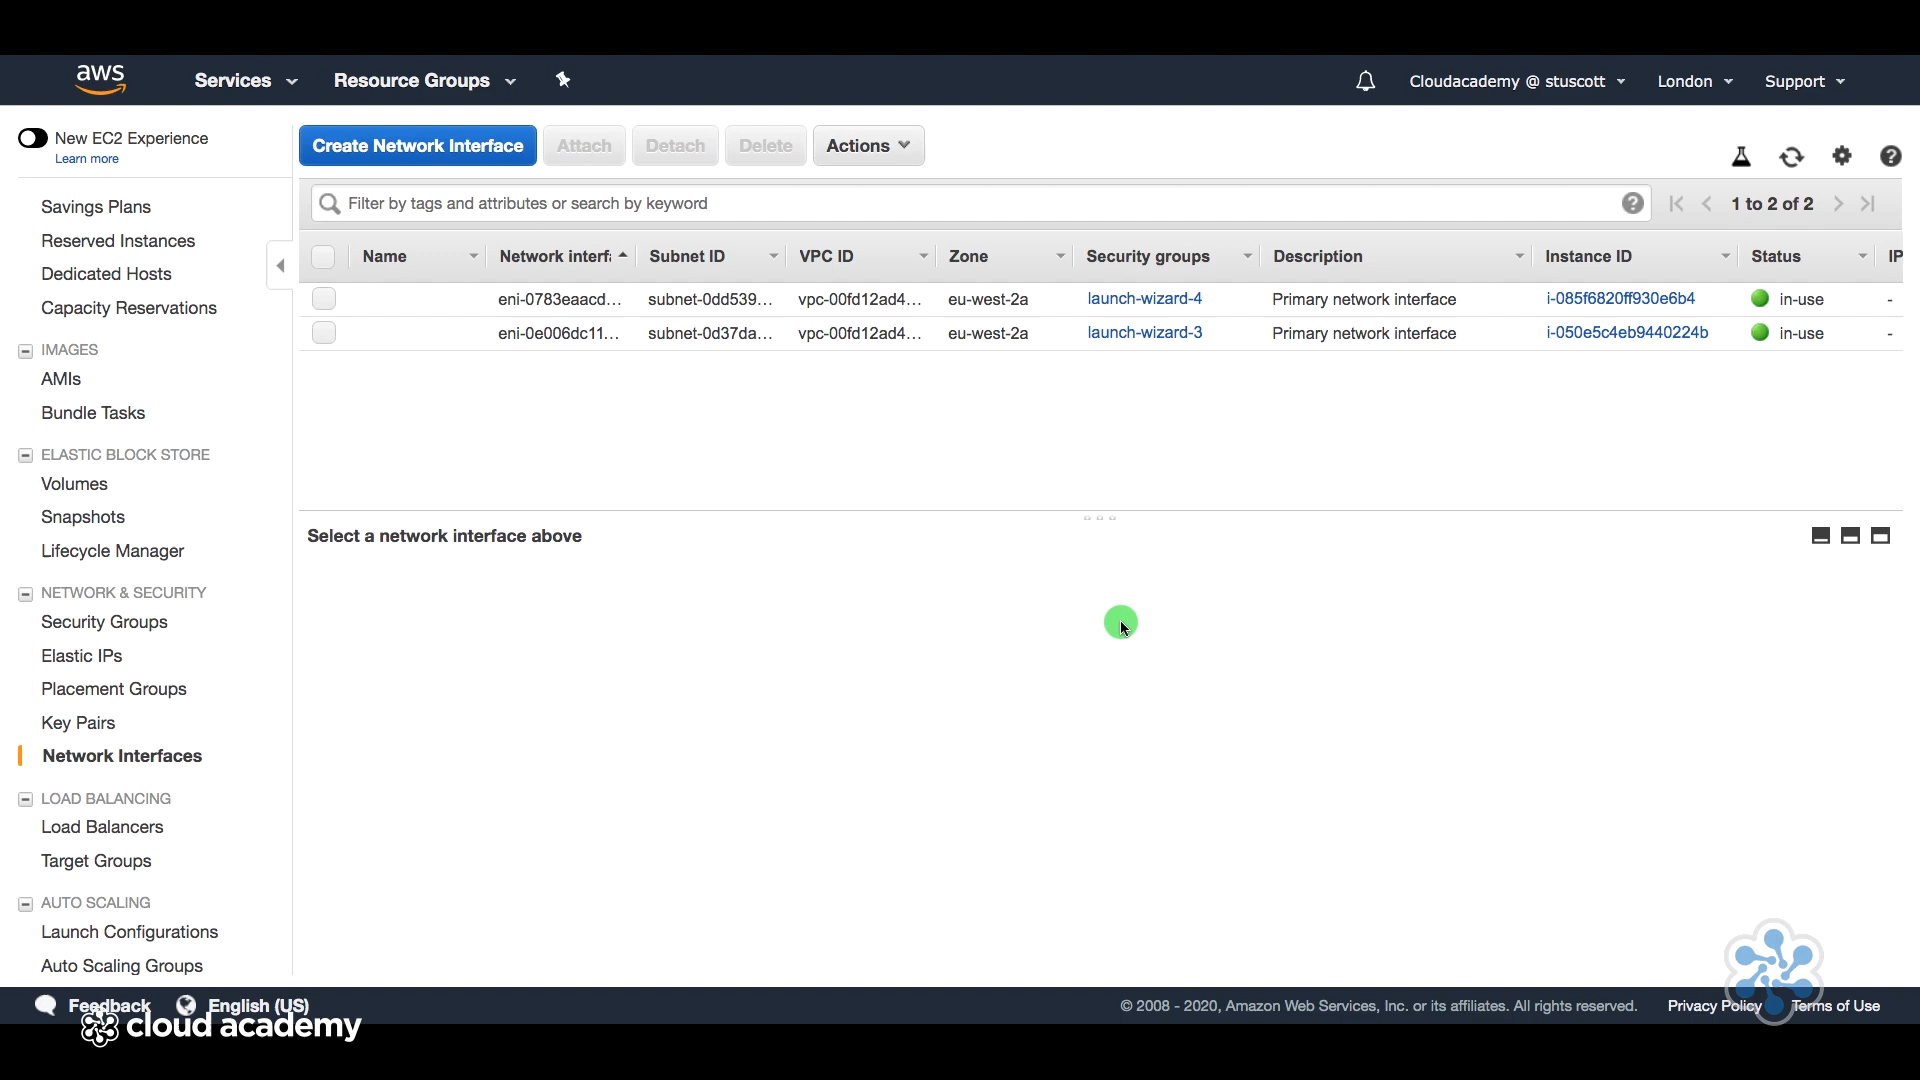 aws Services Resource Groups Cloudacademy @ stuscott London Support
New EC2 Experience
Learn more
Savings Plans
Reserved Instances
Dedicated Hosts
Capacity Reservations
IMAGES
AMIs
Bundle Tasks
ELASTIC BLOCK STORE
Volumes
Snapshots
Lifecycle Manager
NETWORK & SECURITY
Security Groups
Elastic IPs
Placement Groups
Key Pairs
Network Interfaces
LOAD BALANCING
Load Balancers
Target Groups
AUTO SCALING
Launch Configurations
Auto Scaling Groups
Create Network Interface Attach Detach Delete Actions
Filter by tags and attributes or search by keyword 1 to 2 of 2
Name Network interf Subnet ID VPC ID Zone Security groups Description Instance ID Status IP
eni-0783eaacd... subnet-0dd539... vpc-00fd12ad4... eu-west-2a launch-wizard-4 Primary network interface i-085f6820ff930e6b4 in-use -
eni-0e006dc11... subnet-0d37da... vpc-00fd12ad4... eu-west-2a launch-wizard-3 Primary network interface i-050e5c4eb9440224b in-use -
Select a network interface above
Feedback English (US) © 2008 - 2020, Amazon Web Services, Inc. or its affiliates. All rights reserved. Privacy Policy Terms of Use
cloud academy